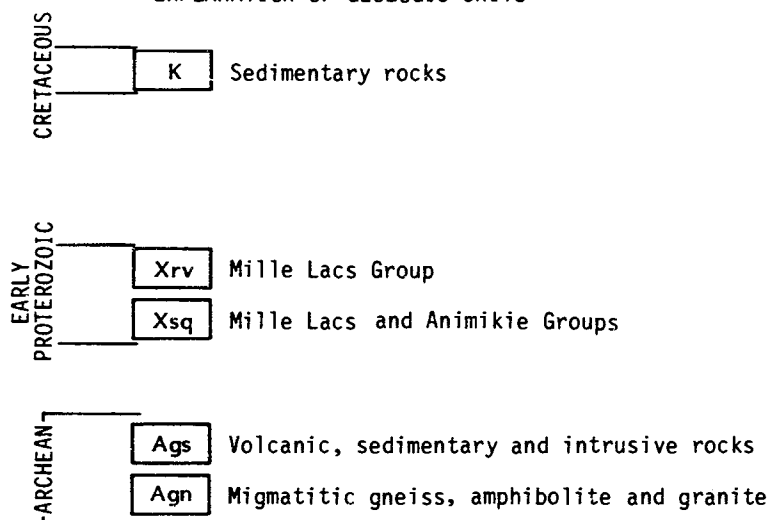 CRETACEOUS
K Sedimentary rocks
EARLY
PROTEROZOIC
Xrv Mille Lacs Group
Xsq Mille Lacs and Animikie Groups
ARCHEAN
Ags Volcanic, sedimentary and intrusive rocks
Agn Migmatitic gneiss, amphibolite and granite